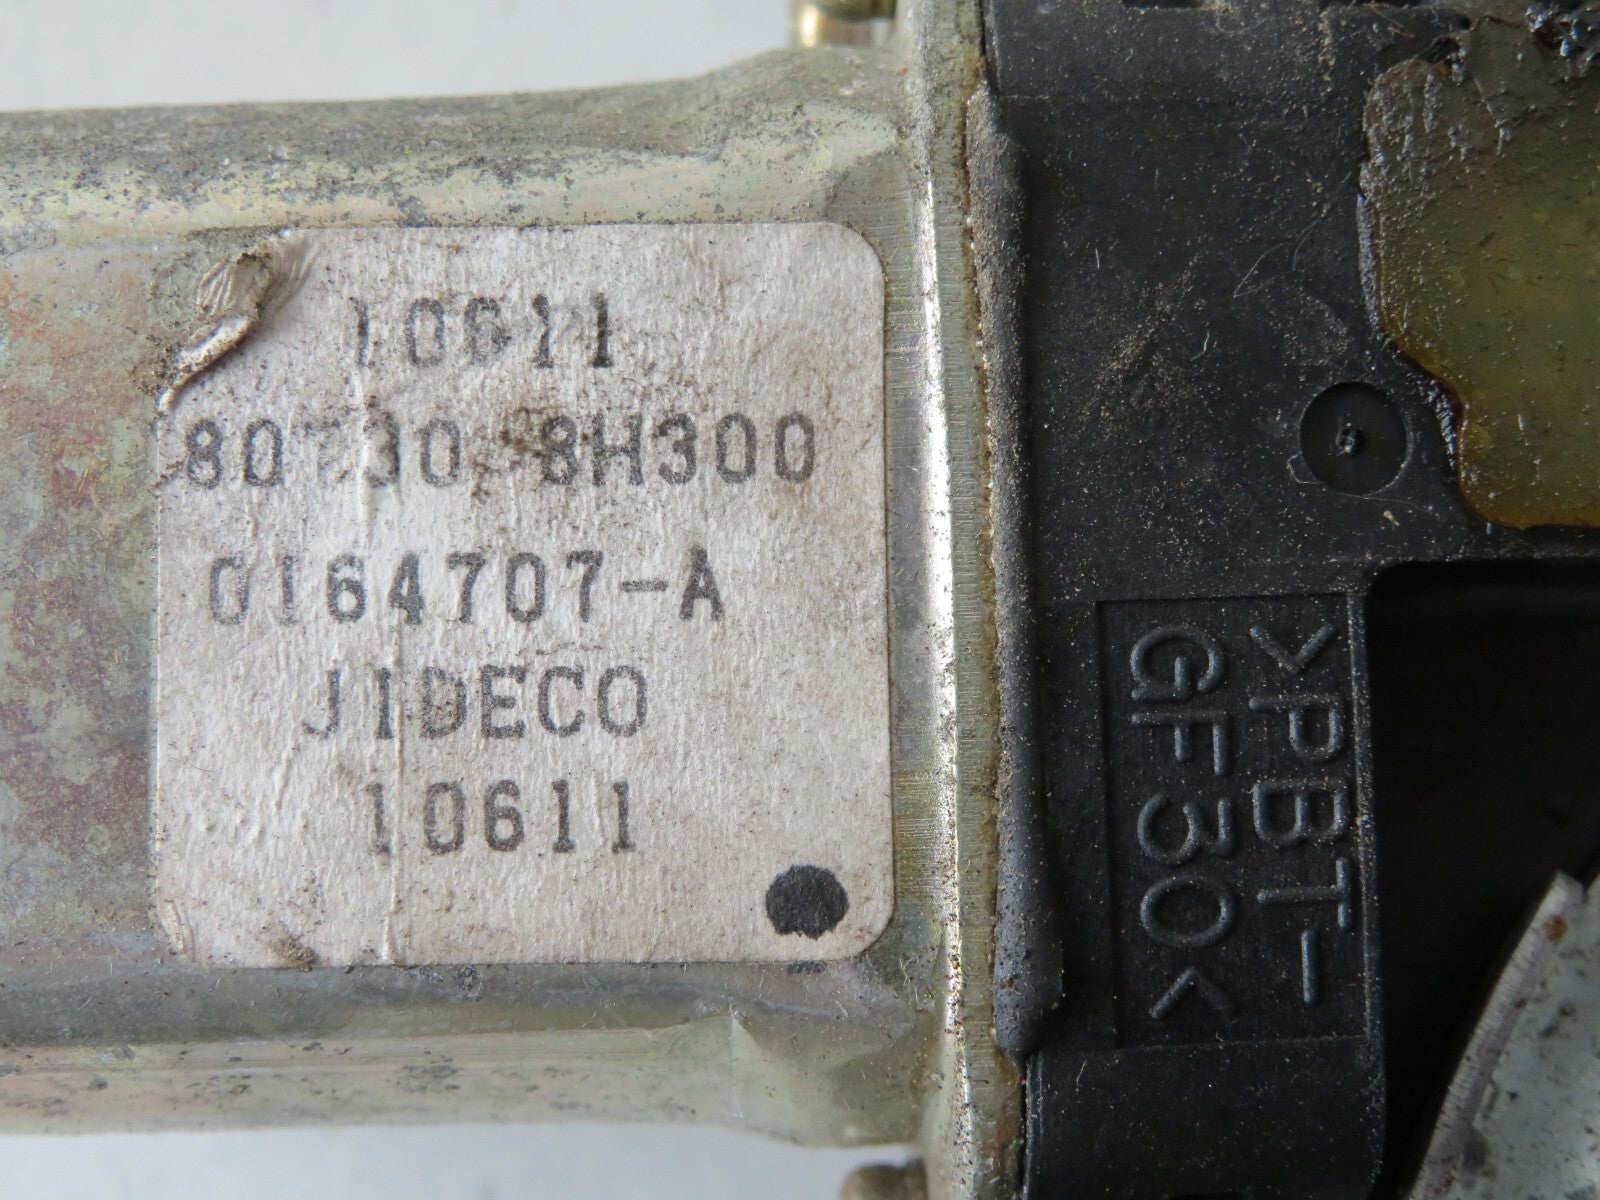 10611
80730 8H300
0164707-A
JIDECO
10611
>PBT-
GF30<